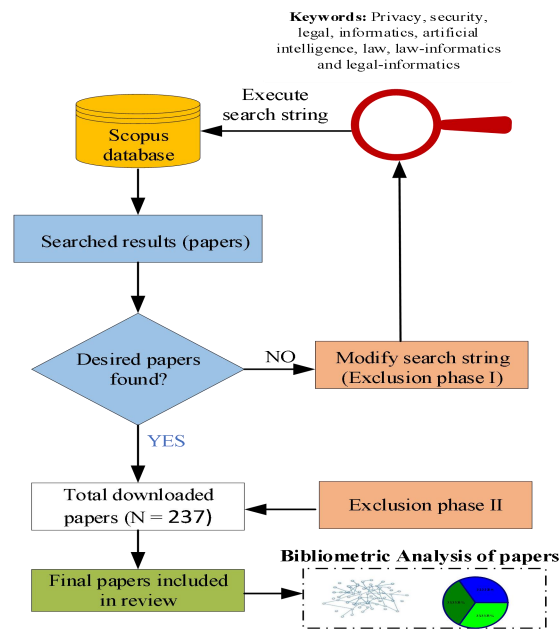 Keywords: Privacy, security,
legal, informatics, artificial
intelligence, law, law-informatics
and legal-informatics
Execute
search string
Scopus
database
Searched results (papers)
Desired papers
found?
NO
Modify search string
(Exclusion phase I)
YES
Total downloaded
papers (N = 237)
Exclusion phase II
Bibliometric Analysis of papers
Final papers included
in review